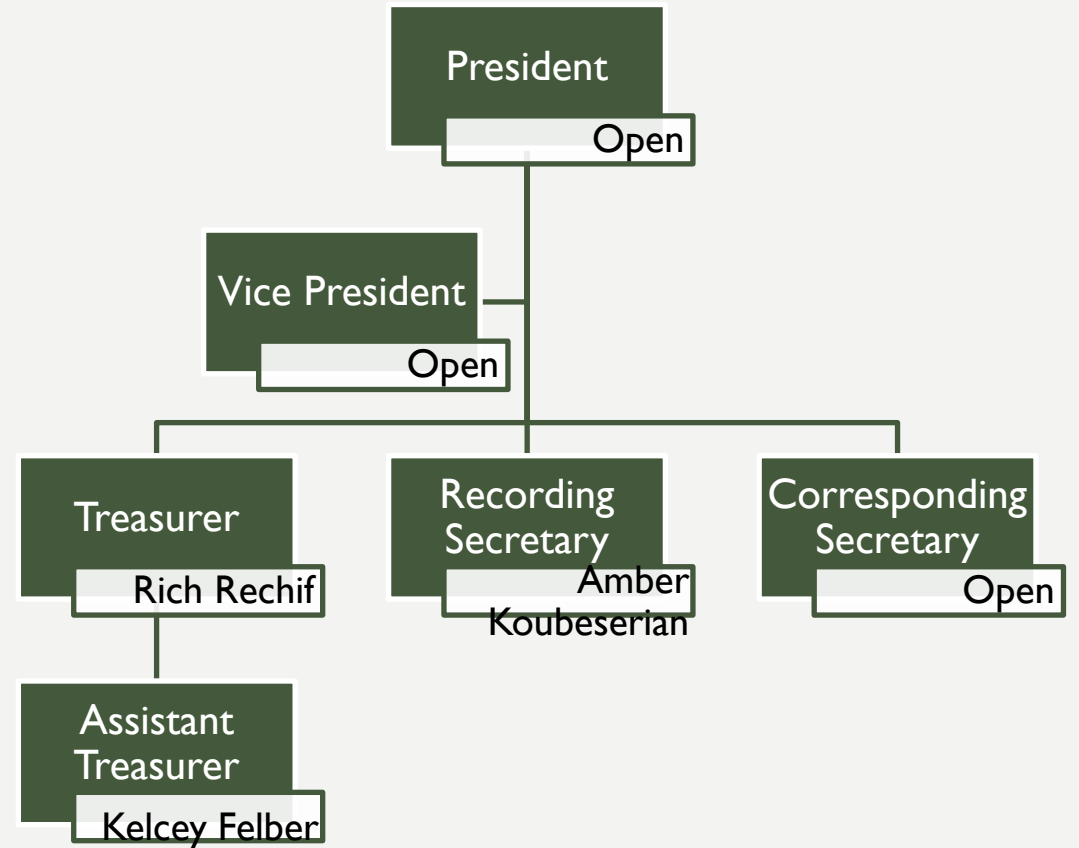 President
Open
Vice President
Open
Treasurer
Rich Rechif
Recording
Secretary
Amber
Koubeserian
Corresponding
Secretary
Open
Assistant
Treasurer
Kelcey Felber